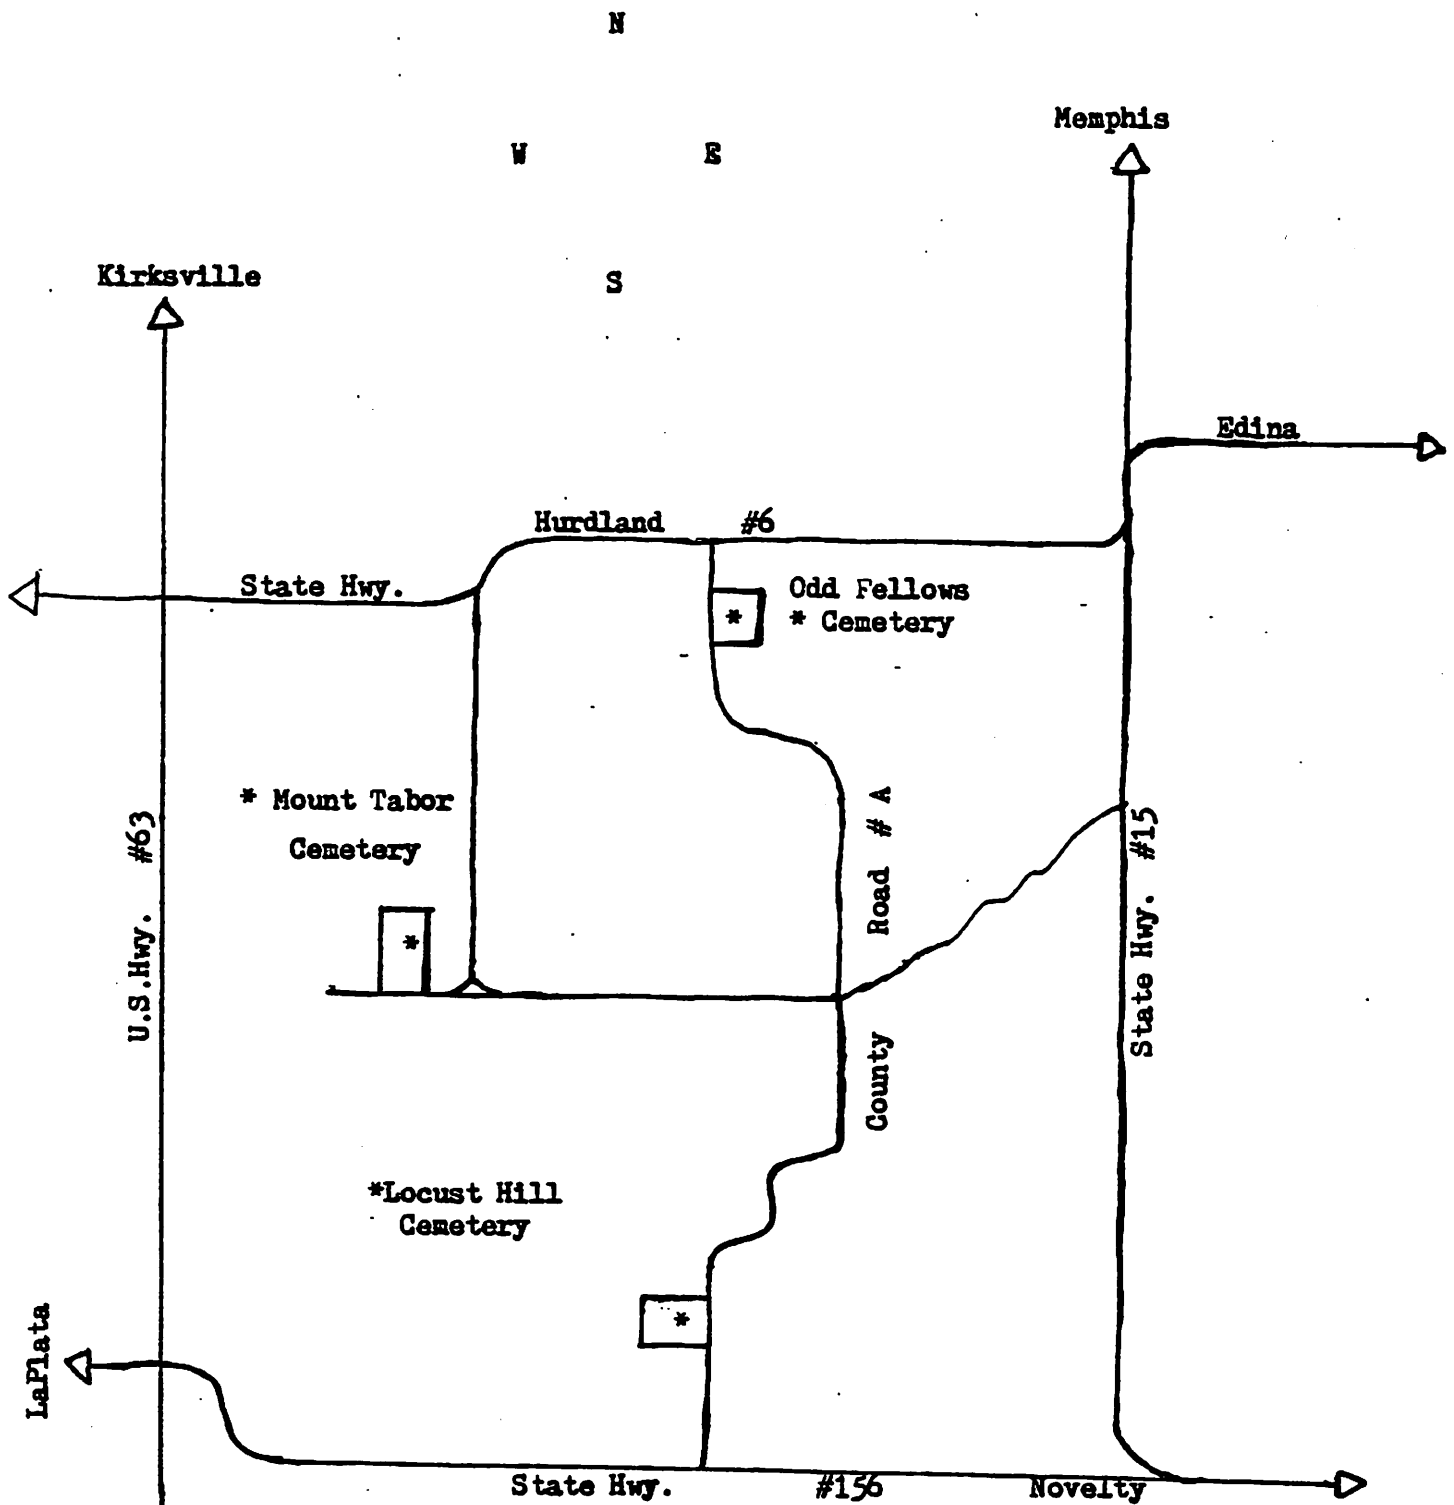 N
Memphis
W E
Kirksville
S
Edina
Hurdland #6
State Hwy.
Odd Fellows
* * Cemetery
* Mount Tabor
Cemetery
U.S.Hwy. #63
County Road # A
State Hwy. #15
*
*Locust Hill
Cemetery
*
LaPlata
State Hwy. #156 Novelty